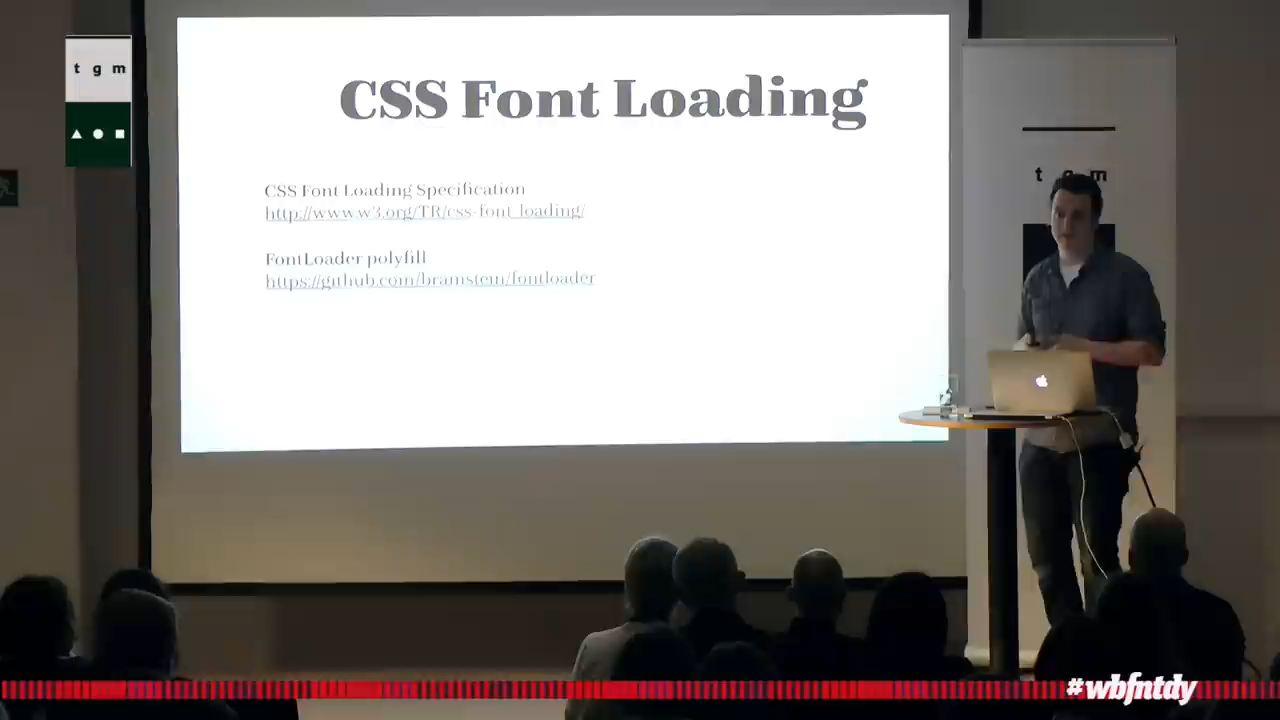 t g m
CSS Font Loading
CSS Font Loading Specification
http://www.w3.org/TR/css-font-loading/
FontLoader polyfill
https://github.com/bramstein/fontloader
t g m
#wbfntdy